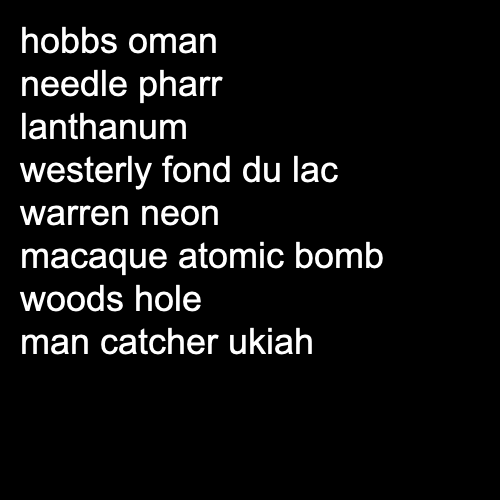 hobbs oman
needle pharr
lanthanum
westerly fond du lac
warren neon
macaque atomic bomb
woods hole
man catcher ukiah